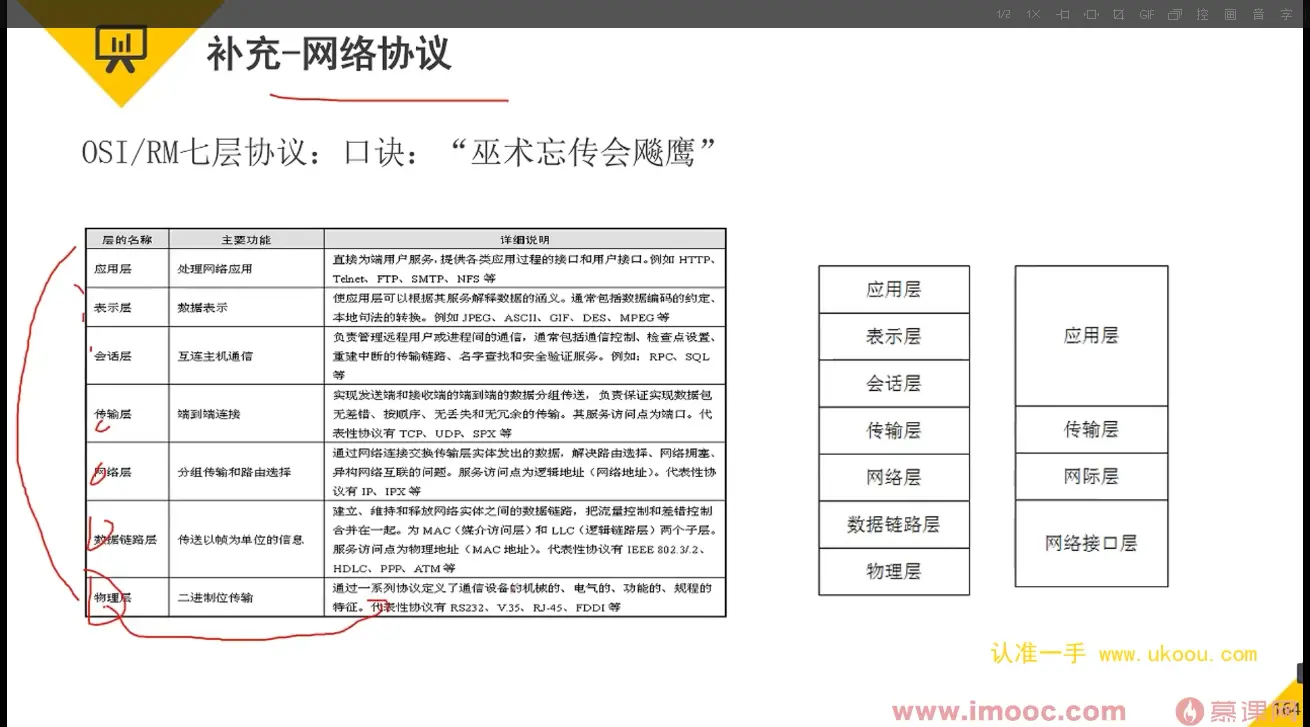 1/2 1X GIF 控 画 音 字
补充-网络协议
OSI/RM七层协议：口诀：“巫术忘传会飚鹰”
层的名称 主要功能 详细说明
应用层 处理网络应用 直接为端用户服务，提供各类应用过程的接口和用户接口。例如 HTTP、
Telnet、FTP、SMTP、NFS 等
表示层 数据表示 使应用层可以根据其服务解释数据的涵义。通常包括数据编码的约定、
本地句法的转换。例如 JPEG、ASCII、GIF、DES、MPEG 等
会话层 互连主机通信 负责管理远程用户或进程间的通信，通常包括通信控制、检查点设置、
重建中断的传输链路、名字查找和安全验证服务。例如：RPC、SQL
等
传输层 端到端连接 实现发送端和接收端的端到端的数据分组传送，负责保证实现数据包
无差错、按顺序、无丢失和无冗余的传输。其服务访问点为端口。代
表性协议有 TCP、UDP、SPX 等
网络层 分组传输和路由选择 通过网络连接交换传输层实体发出的数据，解决路由选择、网络拥塞、
异构网络互联的问题。服务访问点为逻辑地址（网络地址）。代表性协
议有 IP、IPX 等
数据链路层 传送以帧为单位的信息 建立、维持和释放网络实体之间的数据链路，把流量控制和差错控制
合并在一起。为 MAC（媒介访问层）和 LLC（逻辑链路层）两个子层。
服务访问点为物理地址（MAC 地址）。代表性协议有 IEEE 802.3/.2、
HDLC、PPP、ATM 等
物理层 二进制位传输 通过一系列协议定义了通信设备的机械的、电气的、功能的、规程的
特征。代表性协议有 RS232、V.35、RJ-45、FDDI 等
应用层
表示层
会话层
传输层
网络层
数据链路层
物理层
应用层
传输层
网际层
网络接口层
认准一手 www.ukoou.com
www.imooc.com 慕课网
164